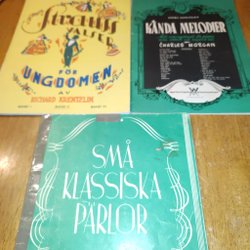 STRAUSS
VALSER
FÖR
UNGDOMEN
AV
RICHARD KRENTZLIN
KÄNDA MELODIER
CHARLES MORGAN
SMÅ
KLASSISKA
PÄRLOR